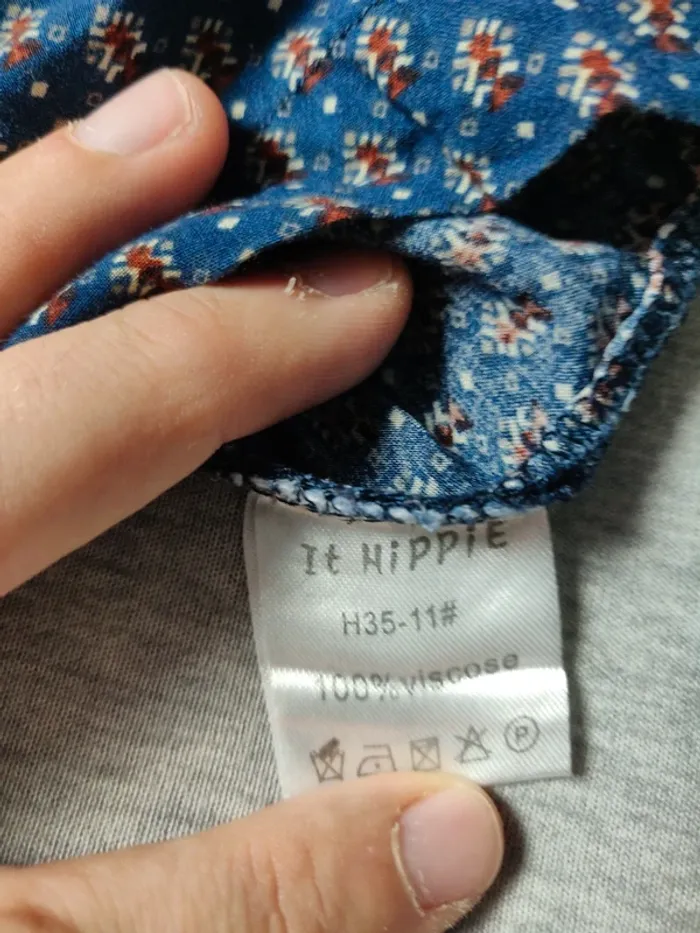 It HiPPiE
H35-11#
100%viscose
P